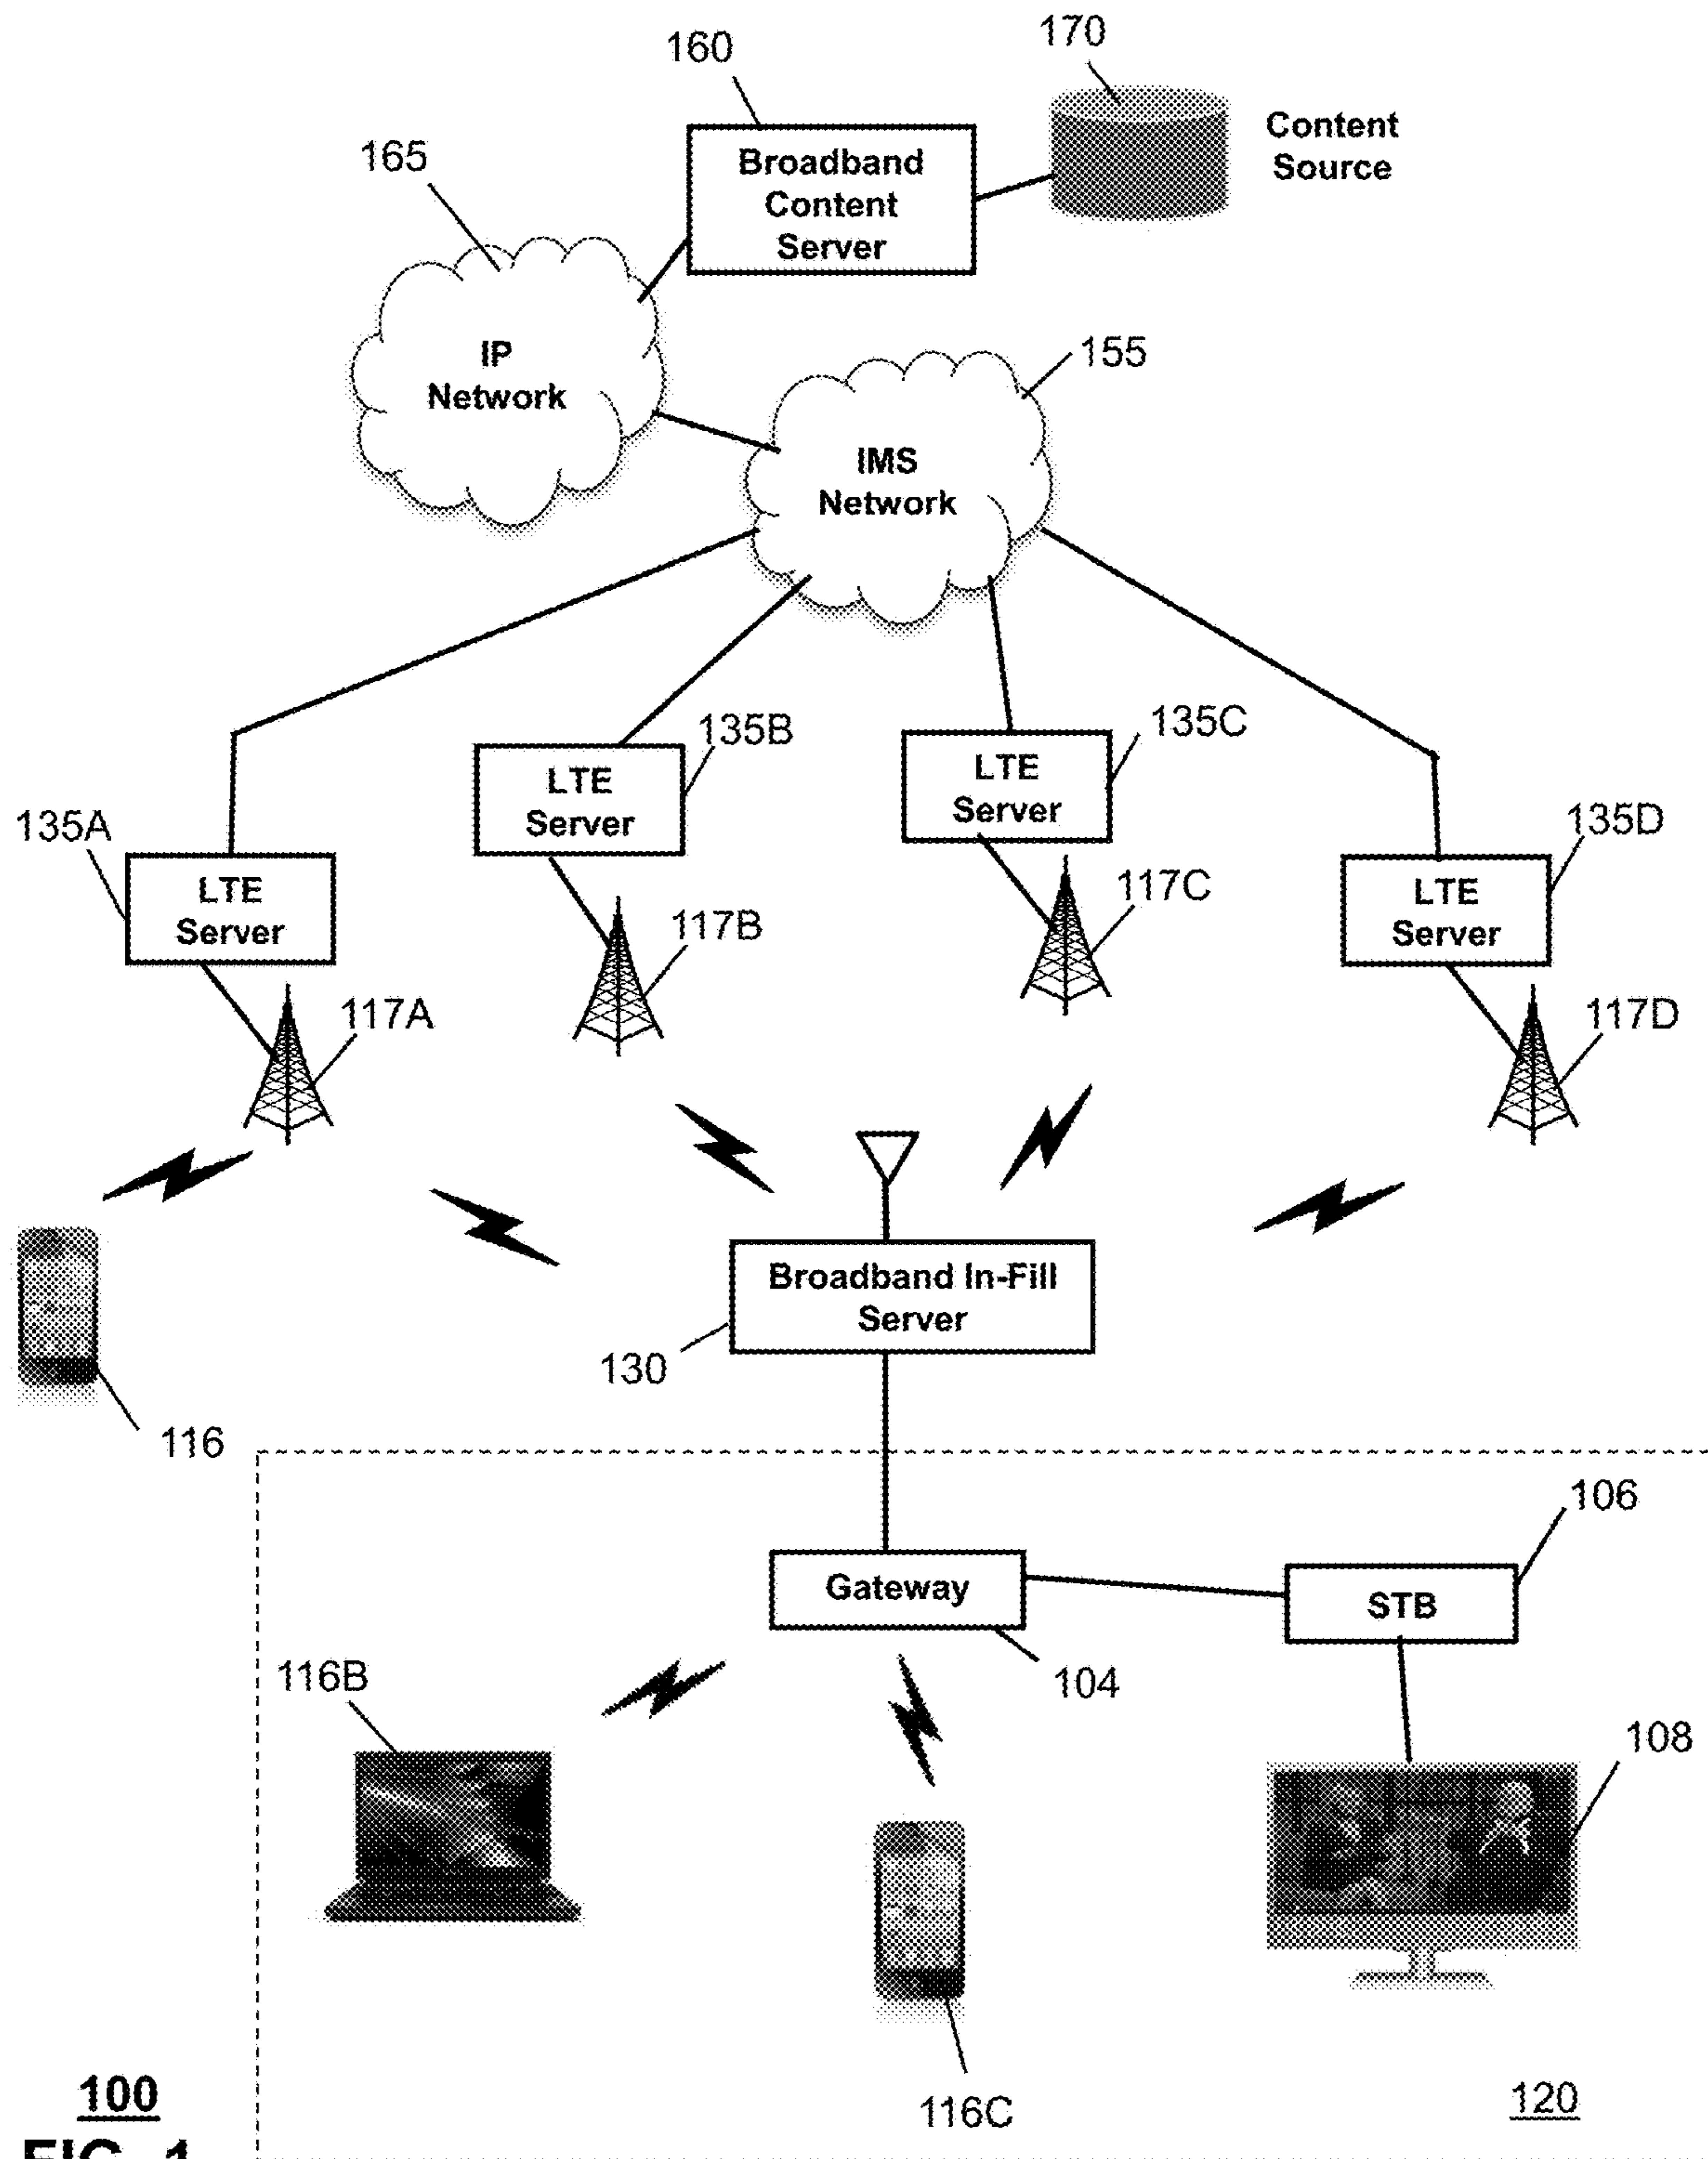 170
160
Content
Source
165
Broadband
Content
Server
IP
Network
155
IMS
Network
135B
135C
LTE
Server
LTE
Server
135A
135D
LTE
Server
117B
117C
LTE
Server
117A
117D
Broadband In-Fill
Server
130
116
106
Gateway
STB
116B
104
108
100
116C
120
FIG. 1